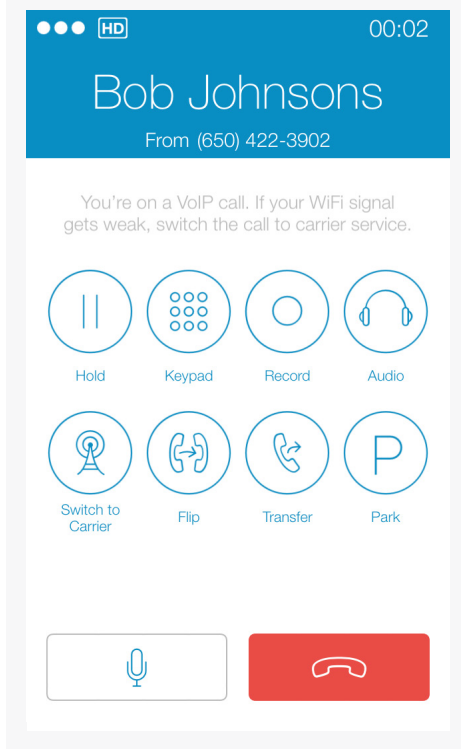 HD 00:02
Bob Johnsons
From (650) 422-3902
You're on a VoIP call. If your WiFi signal
gets weak, switch the call to carrier service.
Hold Keypad Record Audio
Switch to
Carrier Flip Transfer Park
P